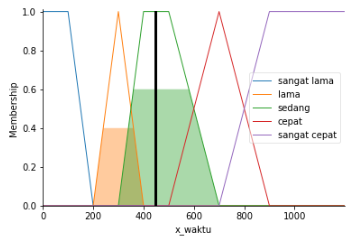 1.0
0.8
0.6
0.4
0.2
0.0
Membership
sangat lama
lama
sedang
cepat
sangat cepat
0 200 400 600 800 1000
x_waktu